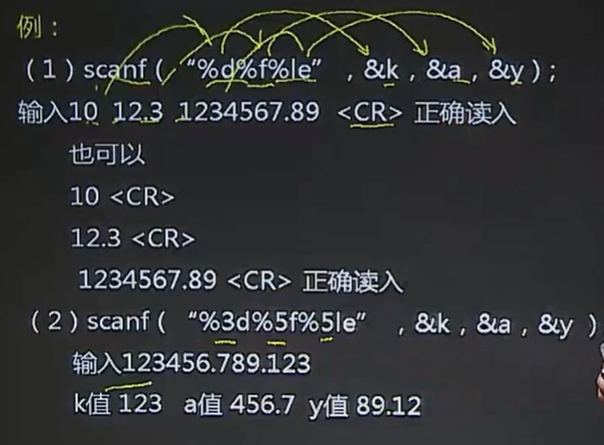 例：
（1）scanf（ “%d%f%le” ，&k，&a，&y）；
输入10 12.3 1234567.89 <CR> 正确读入
也可以
10 <CR>
12.3 <CR>
1234567.89 <CR> 正确读入
（2）scanf（ “%3d%5f%5le” ，&k，&a，&y ）
输入123456.789.123
k值 123 a值 456.7 y值 89.12